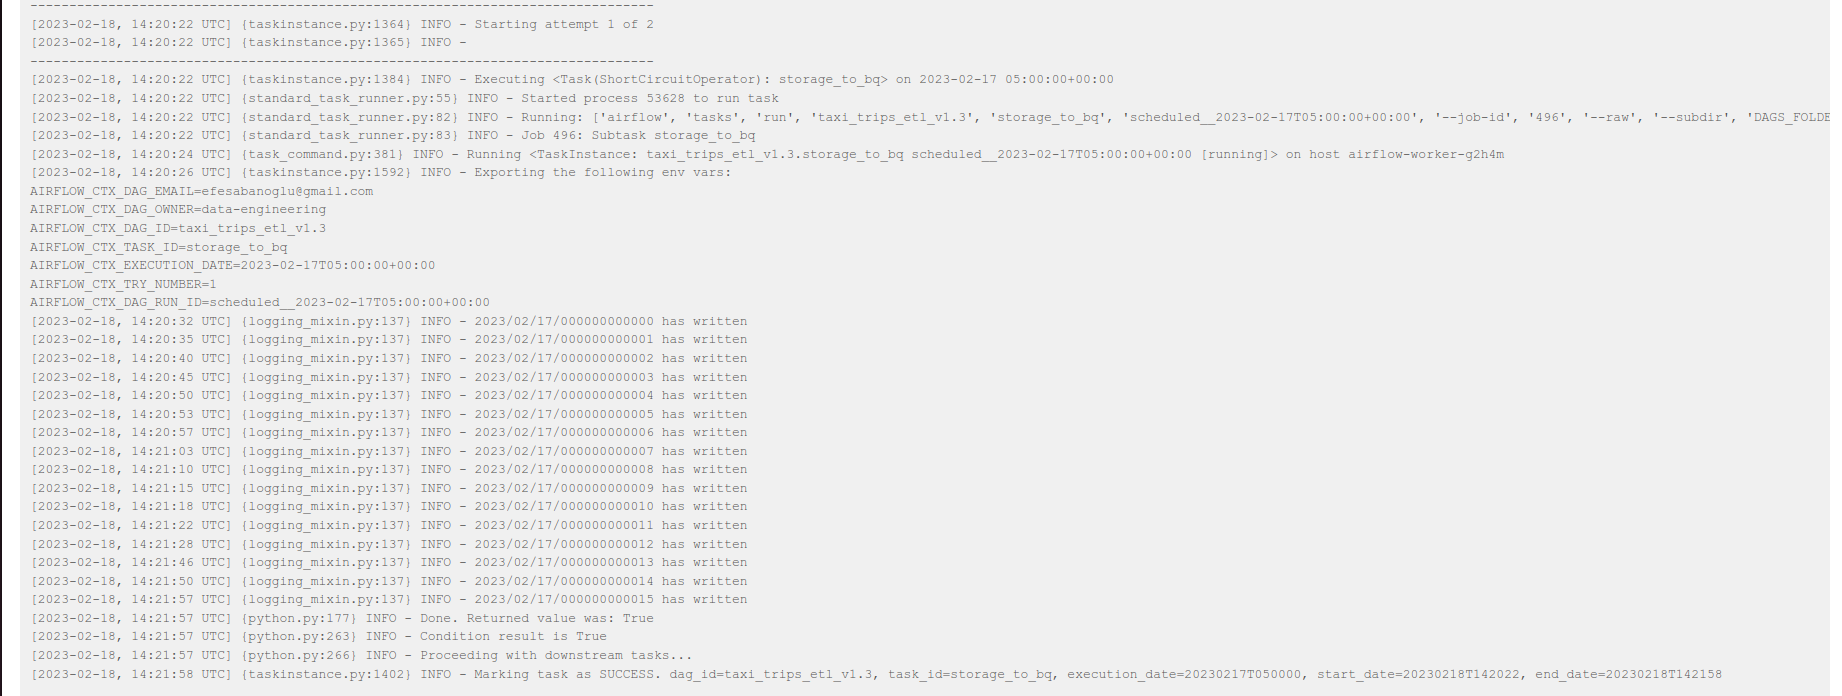 --------------------------------------------------------------------------------
[2023-02-18, 14:20:22 UTC] {taskinstance.py:1364} INFO - Starting attempt 1 of 2
[2023-02-18, 14:20:22 UTC] {taskinstance.py:1365} INFO -
--------------------------------------------------------------------------------
[2023-02-18, 14:20:22 UTC] {taskinstance.py:1384} INFO - Executing <Task(ShortCircuitOperator): storage_to_bq> on 2023-02-17 05:00:00+00:00
[2023-02-18, 14:20:22 UTC] {standard_task_runner.py:55} INFO - Started process 53628 to run task
[2023-02-18, 14:20:22 UTC] {standard_task_runner.py:82} INFO - Running: ['airflow', 'tasks', 'run', 'taxi_trips_etl_v1.3', 'storage_to_bq', 'scheduled__2023-02-17T05:00:00+00:00', '--job-id', '496', '--raw', '--subdir', 'DAGS_FOLDE
[2023-02-18, 14:20:22 UTC] {standard_task_runner.py:83} INFO - Job 496: Subtask storage_to_bq
[2023-02-18, 14:20:24 UTC] {task_command.py:381} INFO - Running <TaskInstance: taxi_trips_etl_v1.3.storage_to_bq scheduled__2023-02-17T05:00:00+00:00 [running]> on host airflow-worker-g2h4m
[2023-02-18, 14:20:26 UTC] {taskinstance.py:1592} INFO - Exporting the following env vars:
AIRFLOW_CTX_DAG_EMAIL=efesabanoglu@gmail.com
AIRFLOW_CTX_DAG_OWNER=data-engineering
AIRFLOW_CTX_DAG_ID=taxi_trips_etl_v1.3
AIRFLOW_CTX_TASK_ID=storage_to_bq
AIRFLOW_CTX_EXECUTION_DATE=2023-02-17T05:00:00+00:00
AIRFLOW_CTX_TRY_NUMBER=1
AIRFLOW_CTX_DAG_RUN_ID=scheduled__2023-02-17T05:00:00+00:00
[2023-02-18, 14:20:32 UTC] {logging_mixin.py:137} INFO - 2023/02/17/000000000000 has written
[2023-02-18, 14:20:35 UTC] {logging_mixin.py:137} INFO - 2023/02/17/000000000001 has written
[2023-02-18, 14:20:40 UTC] {logging_mixin.py:137} INFO - 2023/02/17/000000000002 has written
[2023-02-18, 14:20:45 UTC] {logging_mixin.py:137} INFO - 2023/02/17/000000000003 has written
[2023-02-18, 14:20:50 UTC] {logging_mixin.py:137} INFO - 2023/02/17/000000000004 has written
[2023-02-18, 14:20:53 UTC] {logging_mixin.py:137} INFO - 2023/02/17/000000000005 has written
[2023-02-18, 14:20:57 UTC] {logging_mixin.py:137} INFO - 2023/02/17/000000000006 has written
[2023-02-18, 14:21:03 UTC] {logging_mixin.py:137} INFO - 2023/02/17/000000000007 has written
[2023-02-18, 14:21:10 UTC] {logging_mixin.py:137} INFO - 2023/02/17/000000000008 has written
[2023-02-18, 14:21:15 UTC] {logging_mixin.py:137} INFO - 2023/02/17/000000000009 has written
[2023-02-18, 14:21:18 UTC] {logging_mixin.py:137} INFO - 2023/02/17/000000000010 has written
[2023-02-18, 14:21:22 UTC] {logging_mixin.py:137} INFO - 2023/02/17/000000000011 has written
[2023-02-18, 14:21:28 UTC] {logging_mixin.py:137} INFO - 2023/02/17/000000000012 has written
[2023-02-18, 14:21:46 UTC] {logging_mixin.py:137} INFO - 2023/02/17/000000000013 has written
[2023-02-18, 14:21:50 UTC] {logging_mixin.py:137} INFO - 2023/02/17/000000000014 has written
[2023-02-18, 14:21:57 UTC] {logging_mixin.py:137} INFO - 2023/02/17/000000000015 has written
[2023-02-18, 14:21:57 UTC] {python.py:177} INFO - Done. Returned value was: True
[2023-02-18, 14:21:57 UTC] {python.py:263} INFO - Condition result is True
[2023-02-18, 14:21:57 UTC] {python.py:266} INFO - Proceeding with downstream tasks...
[2023-02-18, 14:21:58 UTC] {taskinstance.py:1402} INFO - Marking task as SUCCESS. dag_id=taxi_trips_etl_v1.3, task_id=storage_to_bq, execution_date=20230217T050000, start_date=20230218T142022, end_date=20230218T142158